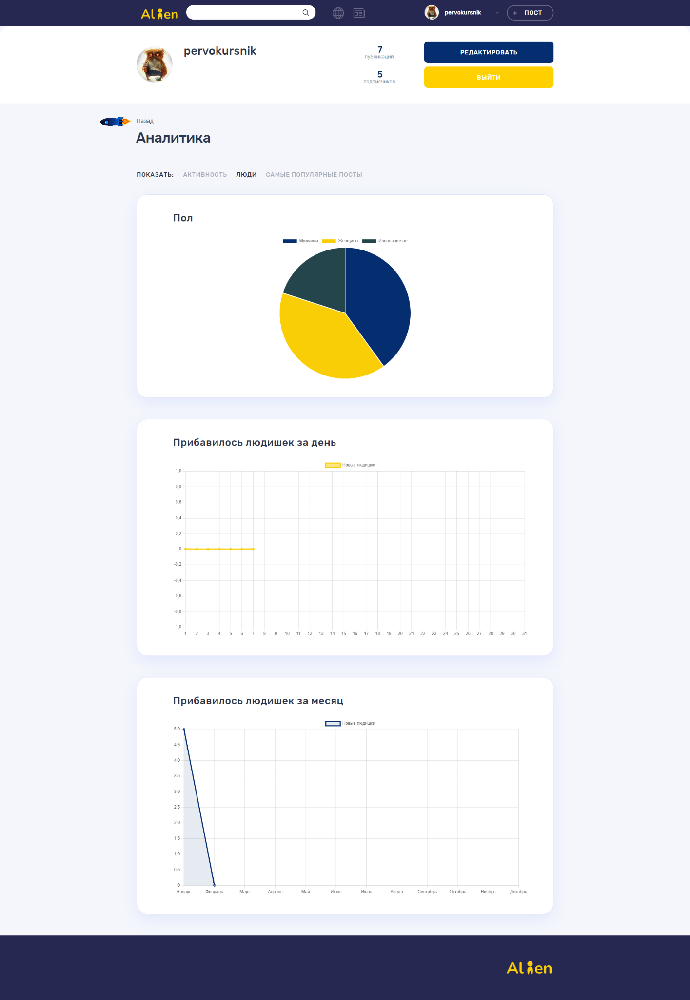 Alien
pervokursnik
+ ПОСТ
pervokursnik
7
публикаций
5
подписчиков
РЕДАКТИРОВАТЬ
ВЫЙТИ
Назад
Аналитика
ПОКАЗАТЬ: АКТИВНОСТЬ ЛЮДИ САМЫЕ ПОПУЛЯРНЫЕ ПОСТЫ
Пол
Мужчины Женщины Инопланетяне
Прибавилось людишек за день
Новые людишки
1,0
0,8
0,6
0,4
0,2
0
-0,2
-0,4
-0,6
-0,8
-1,0
1 2 3 4 5 6 7 8 9 10 11 12 13 14 15 16 17 18 19 20 21 22 23 24 25 26 27 28 29 30 31
Прибавилось людишек за месяц
Новые людишки
5,0
4,5
4,0
3,5
3,0
2,5
2,0
1,5
1,0
0,5
0
Январь Февраль Март Апрель Май Июнь Июль Август Сентябрь Октябрь Ноябрь Декабрь
Alien